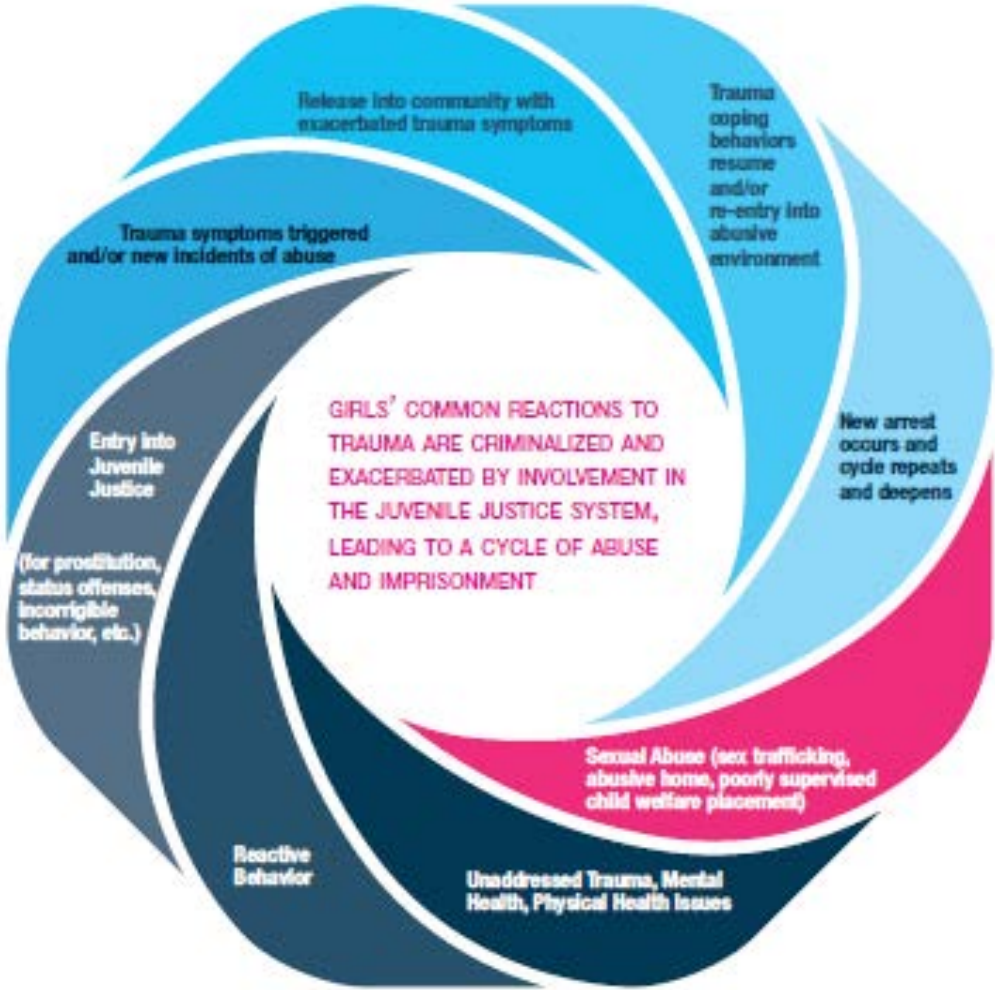 Release into community with
exacerbated trauma symptoms
Trauma
coping
behaviors
resume
and/or
re-entry into
abusive
environment
Trauma symptoms triggered
and/or new incidents of abuse
GIRLS' COMMON REACTIONS TO
TRAUMA ARE CRIMINALIZED AND
EXACERBATED BY INVOLVEMENT IN
THE JUVENILE JUSTICE SYSTEM,
LEADING TO A CYCLE OF ABUSE
AND IMPRISONMENT
New arrest
occurs and
cycle repeats
and deepens
Entry into
Juvenile
Justice
(for prostitution,
status offenses,
incorrigible
behavior, etc.)
Sexual Abuse (sex trafficking,
abusive home, poorly supervised
child welfare placement)
Reactive
Behavior
Unaddressed Trauma, Mental
Health, Physical Health Issues